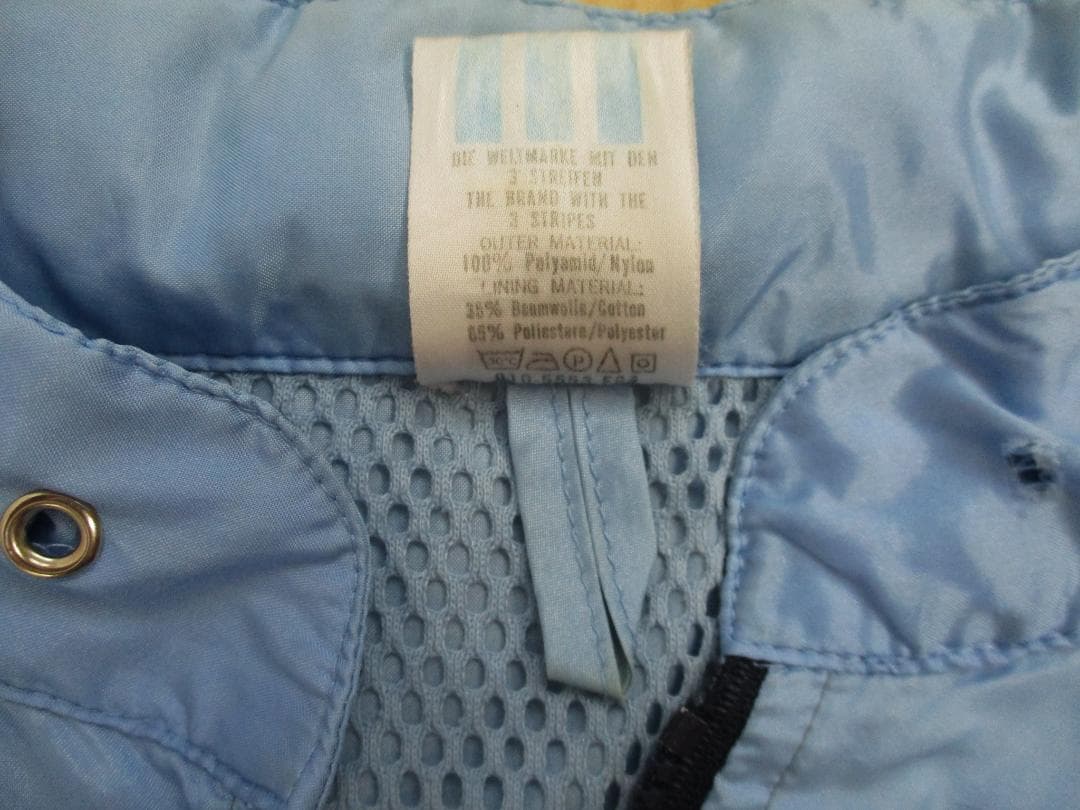 DIE WELTMARKE MIT DEN
3 STREIFEN
THE BRAND WITH THE
3 STRIPES
OUTER MATERIAL:
100% Polyamid/Nylon
LINING MATERIAL:
35% Baumwolle/Cotton
65% Poliestere/Polyester
30°C P